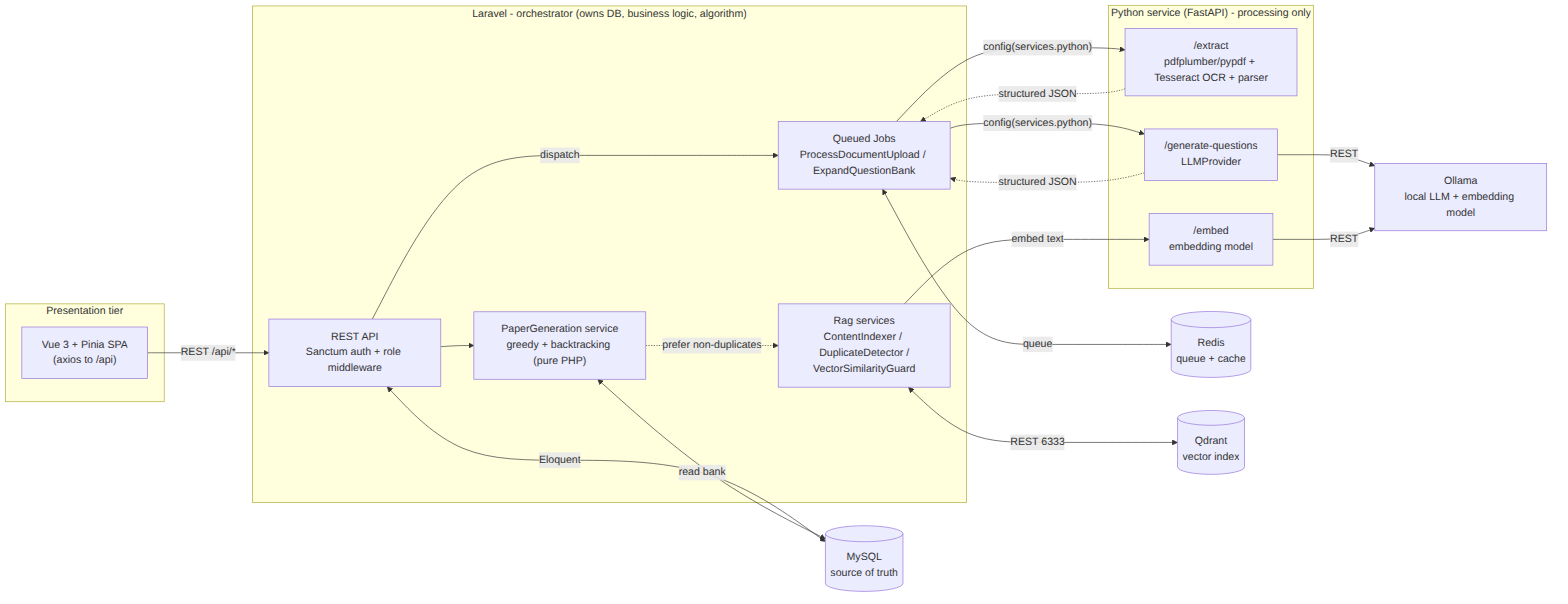 Laravel - orchestrator (owns DB, business logic, algorithm)
Python service (FastAPI) - processing only
/extract
pdfplumber/pypdf +
Tesseract OCR + parser
config(services.python)
structured JSON
config(services.python)
Queued Jobs
ProcessDocumentUpload /
ExpandQuestionBank
dispatch
/generate-questions
LLMProvider
REST
structured JSON
Ollama
local LLM + embedding
model
/embed
embedding model
embed text
REST
Presentation tier
Vue 3 + Pinia SPA
(axios to /api)
REST /api/*
REST API
Sanctum auth + role
middleware
PaperGeneration service
greedy + backtracking
(pure PHP)
prefer non-duplicates
Rag services
ContentIndexer /
DuplicateDetector /
VectorSimilarityGuard
queue
Redis
queue + cache
REST 6333
Qdrant
vector index
Eloquent
read bank
MySQL
source of truth